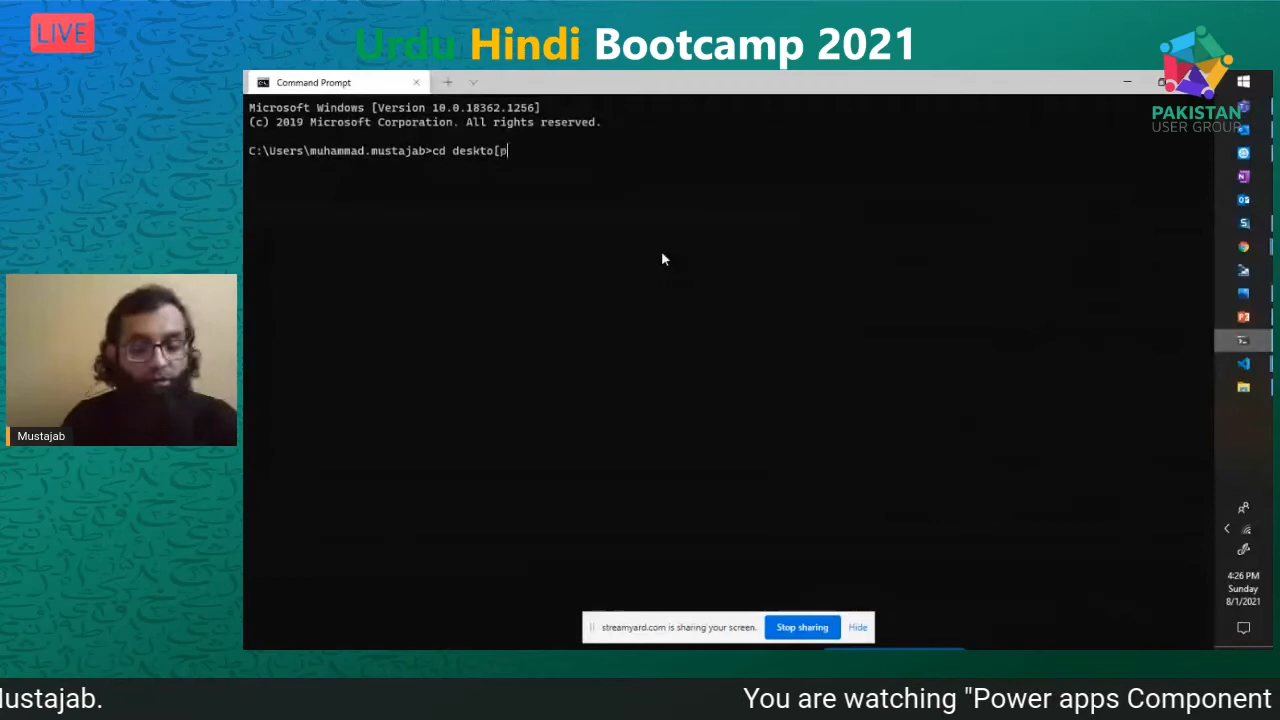 LIVE
Urdu Hindi Bootcamp 2021
Command Prompt
PAKISTAN
USER GROUP
Microsoft Windows [Version 10.0.18362.1256]
(c) 2019 Microsoft Corporation. All rights reserved.
C:\Users\muhammad.mustajab>cd deskto[p
Mustajab
4:26 PM
Sunday
8/1/2021
streamyard.com is sharing your screen.
Stop sharing
Hide
Mustajab.
You are watching "Power apps Component